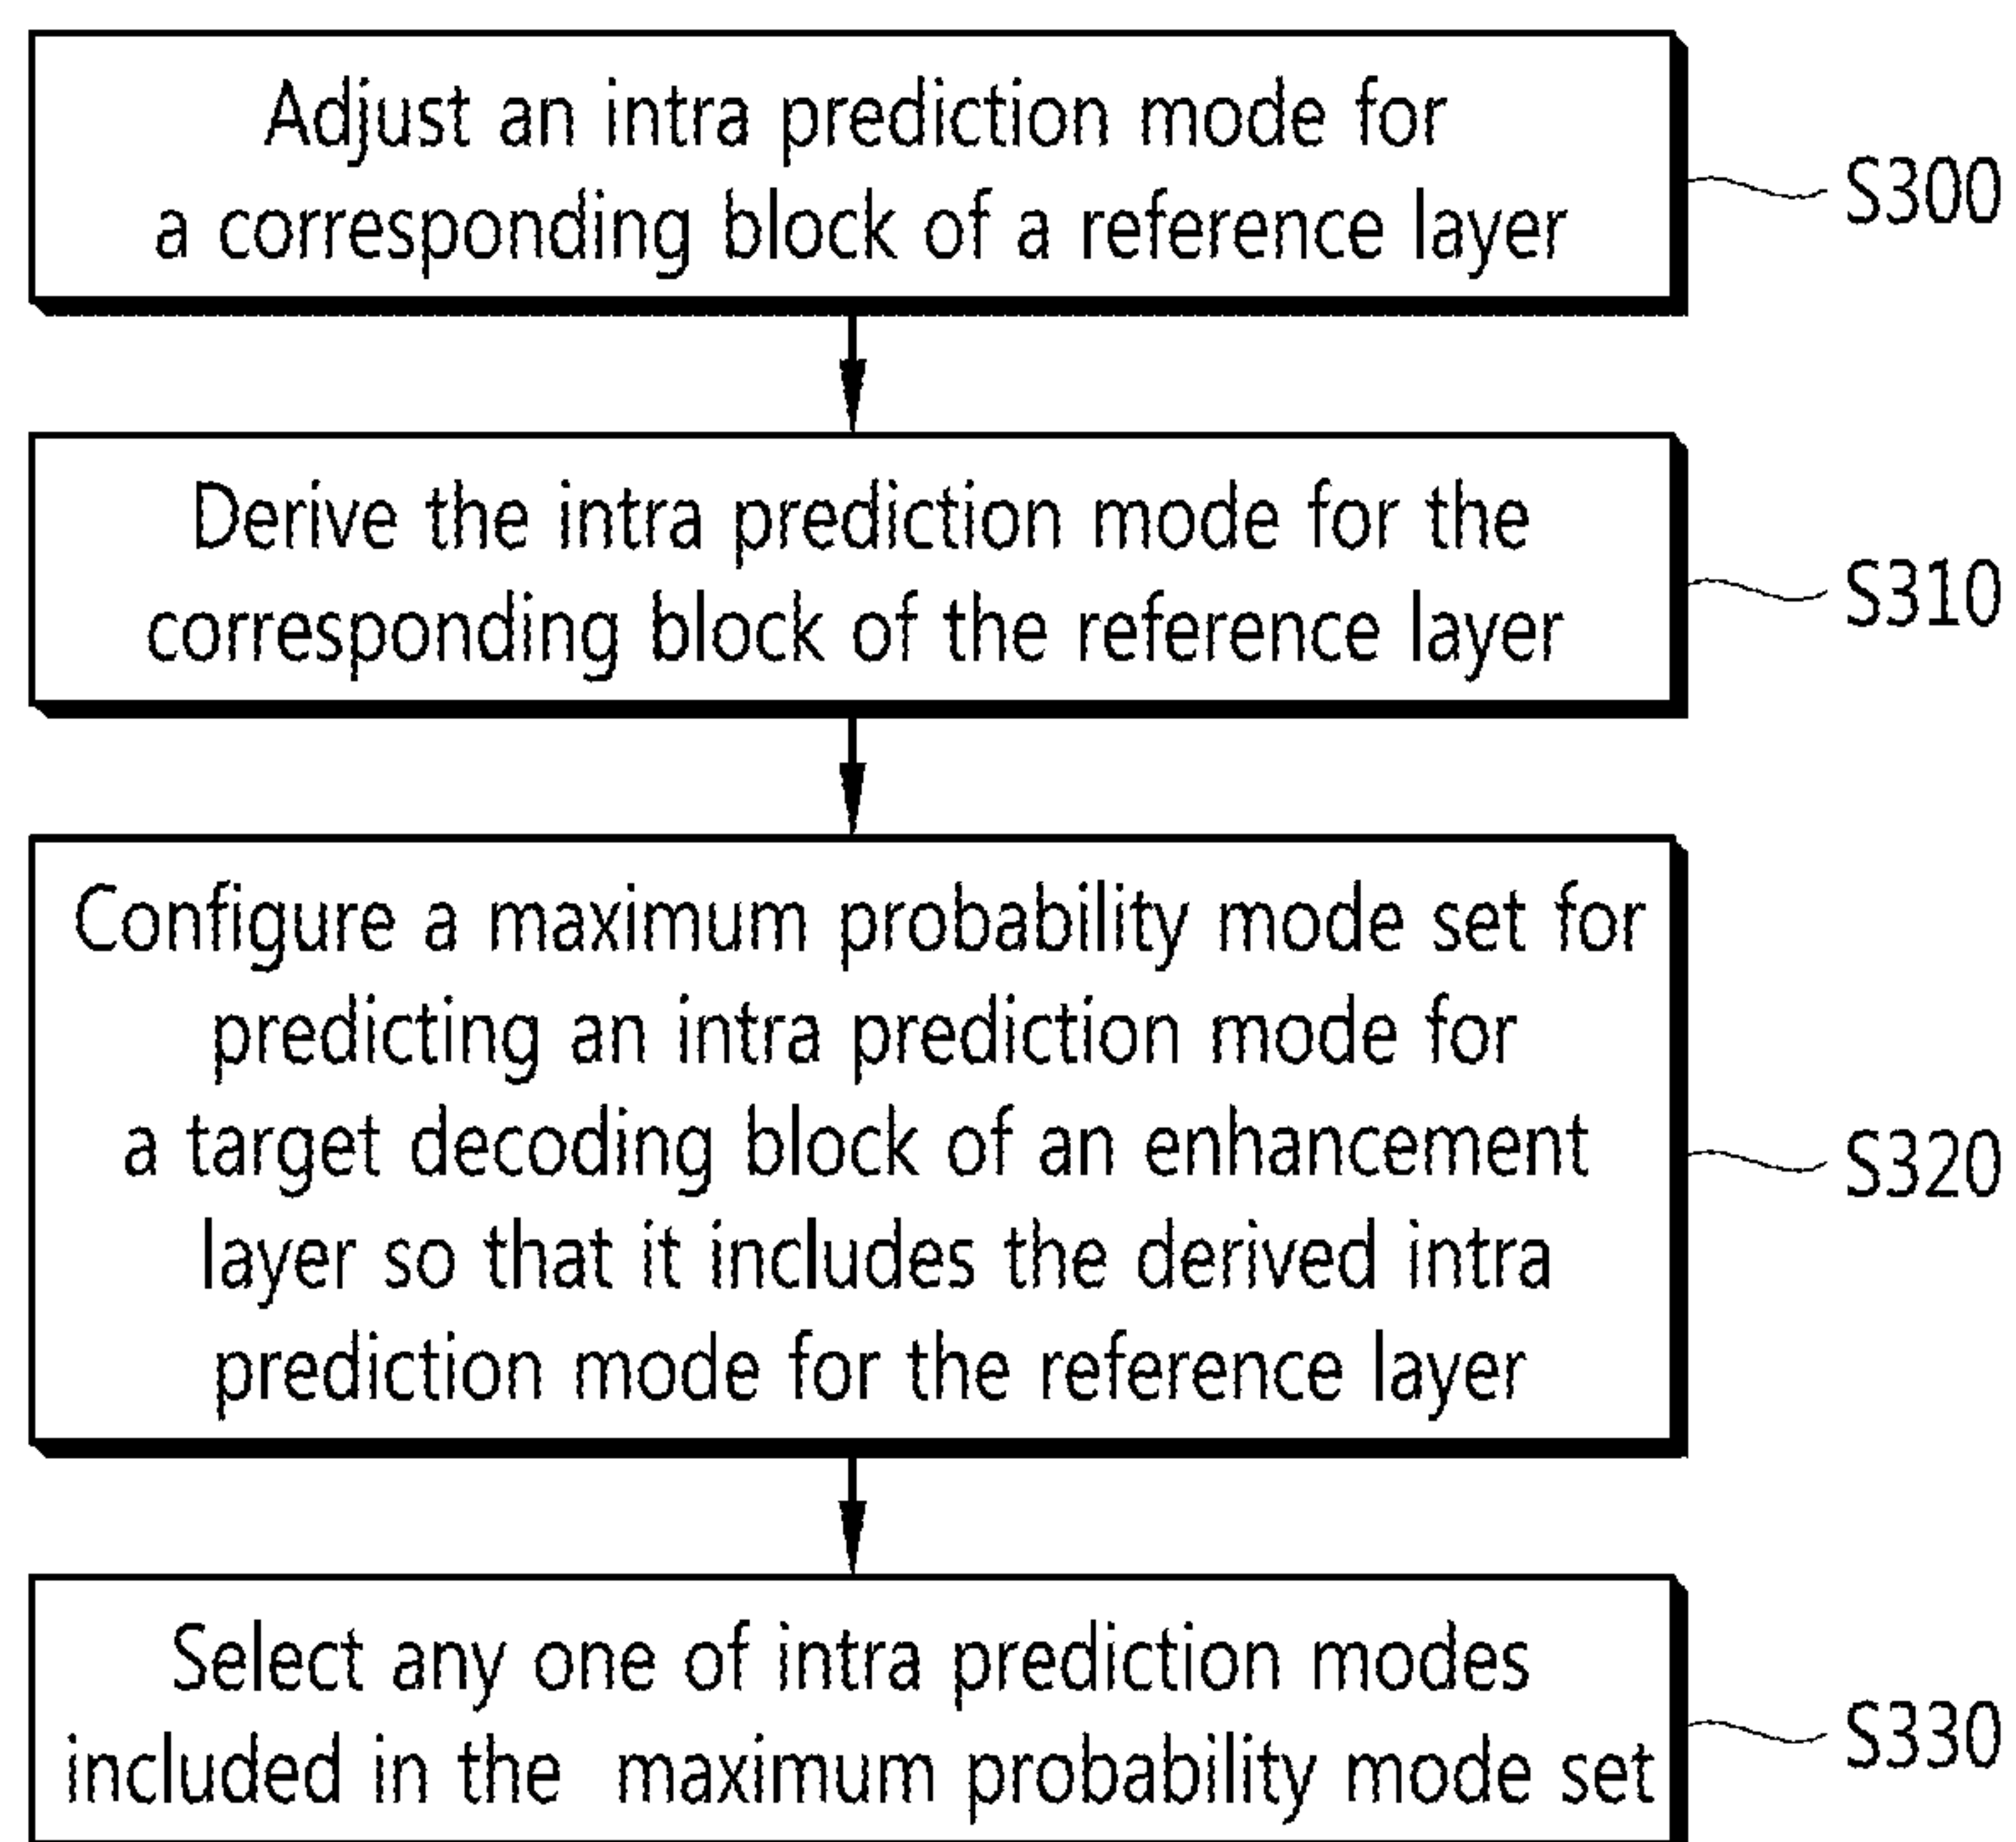 Adjust an intra prediction mode for
a corresponding block of a reference layer
S300
Derive the intra prediction mode for the
corresponding block of the reference layer
S310
Configure a maximum probability mode set for
predicting an intra prediction mode for
a target decoding block of an enhancement
layer so that it includes the derived intra
prediction mode for the reference layer
S320
Select any one of intra prediction modes
included in the maximum probability mode set
S330